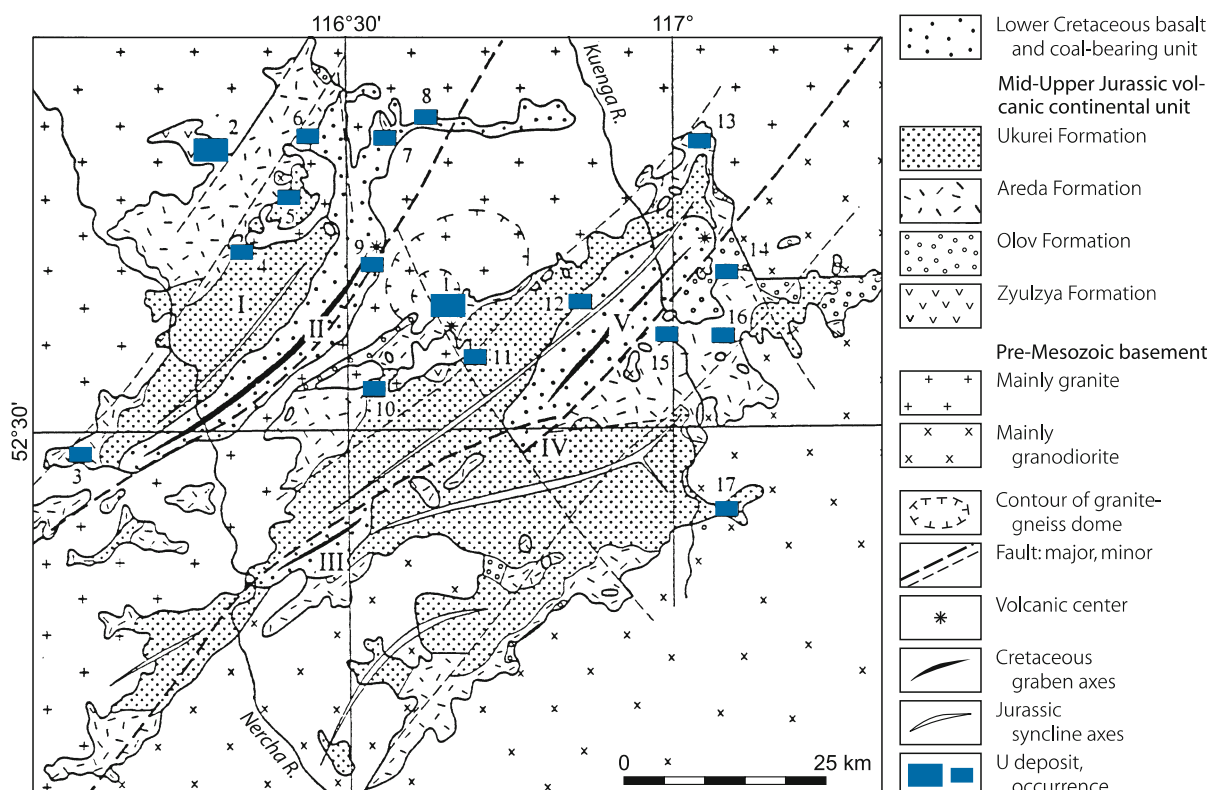 116°30'
117°
52°30'
Kuenga R.
Nercha R.
1
2
3
4
5
6
7
8
9
10
11
12
13
14
15
16
17
I
II
III
IV
V
0
25 km
Lower Cretaceous basalt
and coal-bearing unit
Mid-Upper Jurassic vol-
canic continental unit
Ukurei Formation
Areda Formation
Olov Formation
Zyulzya Formation
Pre-Mesozoic basement
Mainly granite
Mainly
granodiorite
Contour of granite-
gneiss dome
Fault: major, minor
Volcanic center
Cretaceous
graben axes
Jurassic
syncline axes
U deposit,
occurrence